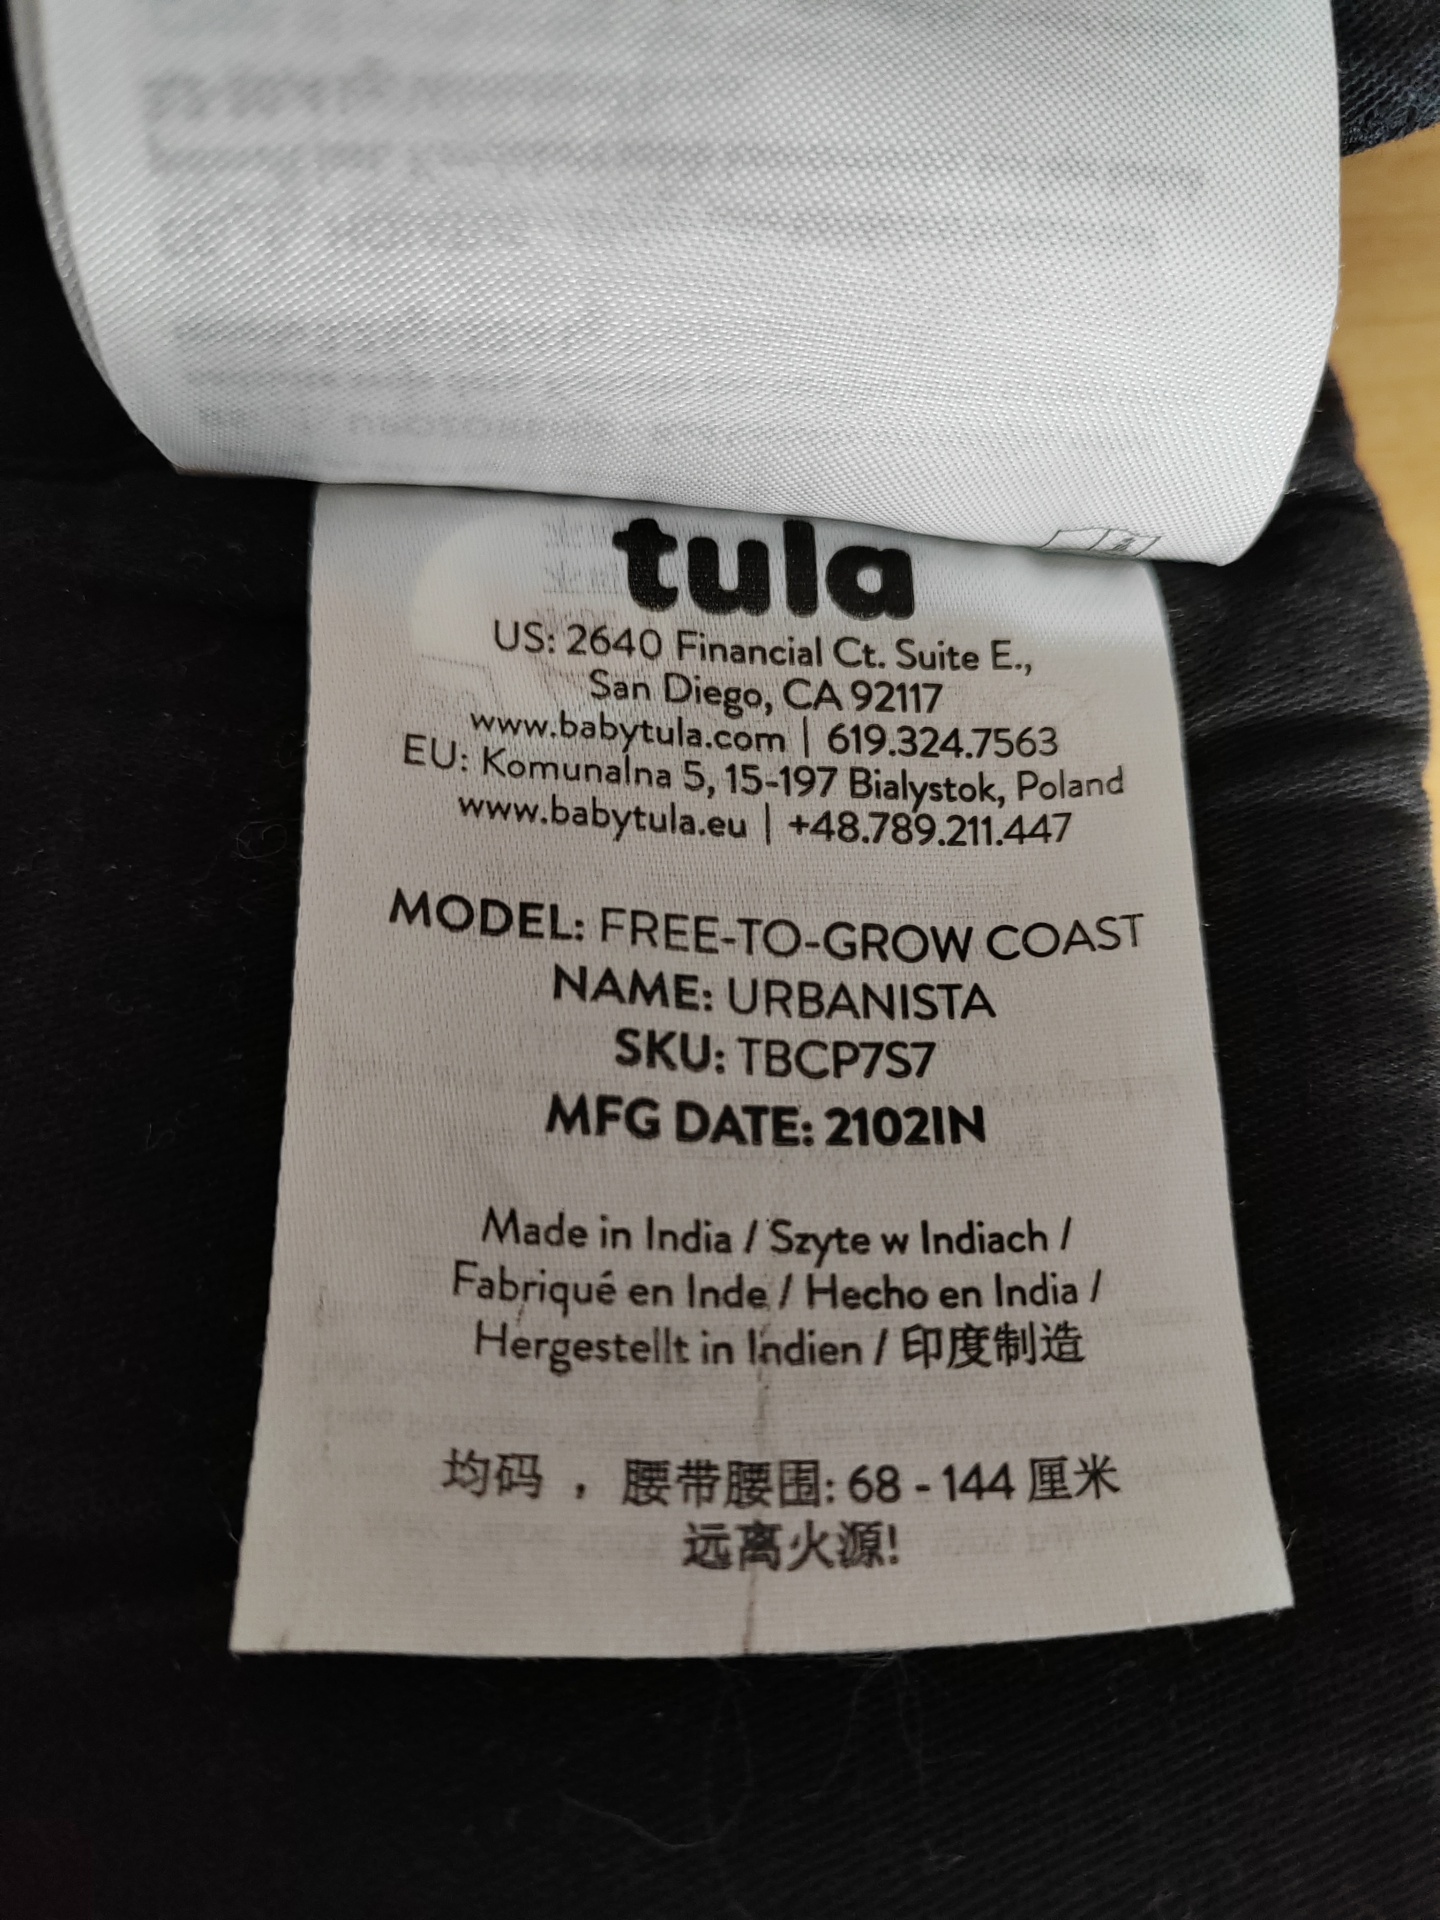 tula
US: 2640 Financial Ct. Suite E.,
San Diego, CA 92117
www.babytula.com | 619.324.7563
EU: Komunalna 5, 15-197 Bialystok, Poland
www.babytula.eu | +48.789.211.447
MODEL: FREE-TO-GROW COAST
NAME: URBANISTA
SKU: TBCP7S7
MFG DATE: 2102IN
Made in India / Szyte w Indiach /
Fabriqué en Inde / Hecho en India /
Hergestellt in Indien / 印度制造
均码 , 腰带腰围: 68 - 144 厘米
远离火源!